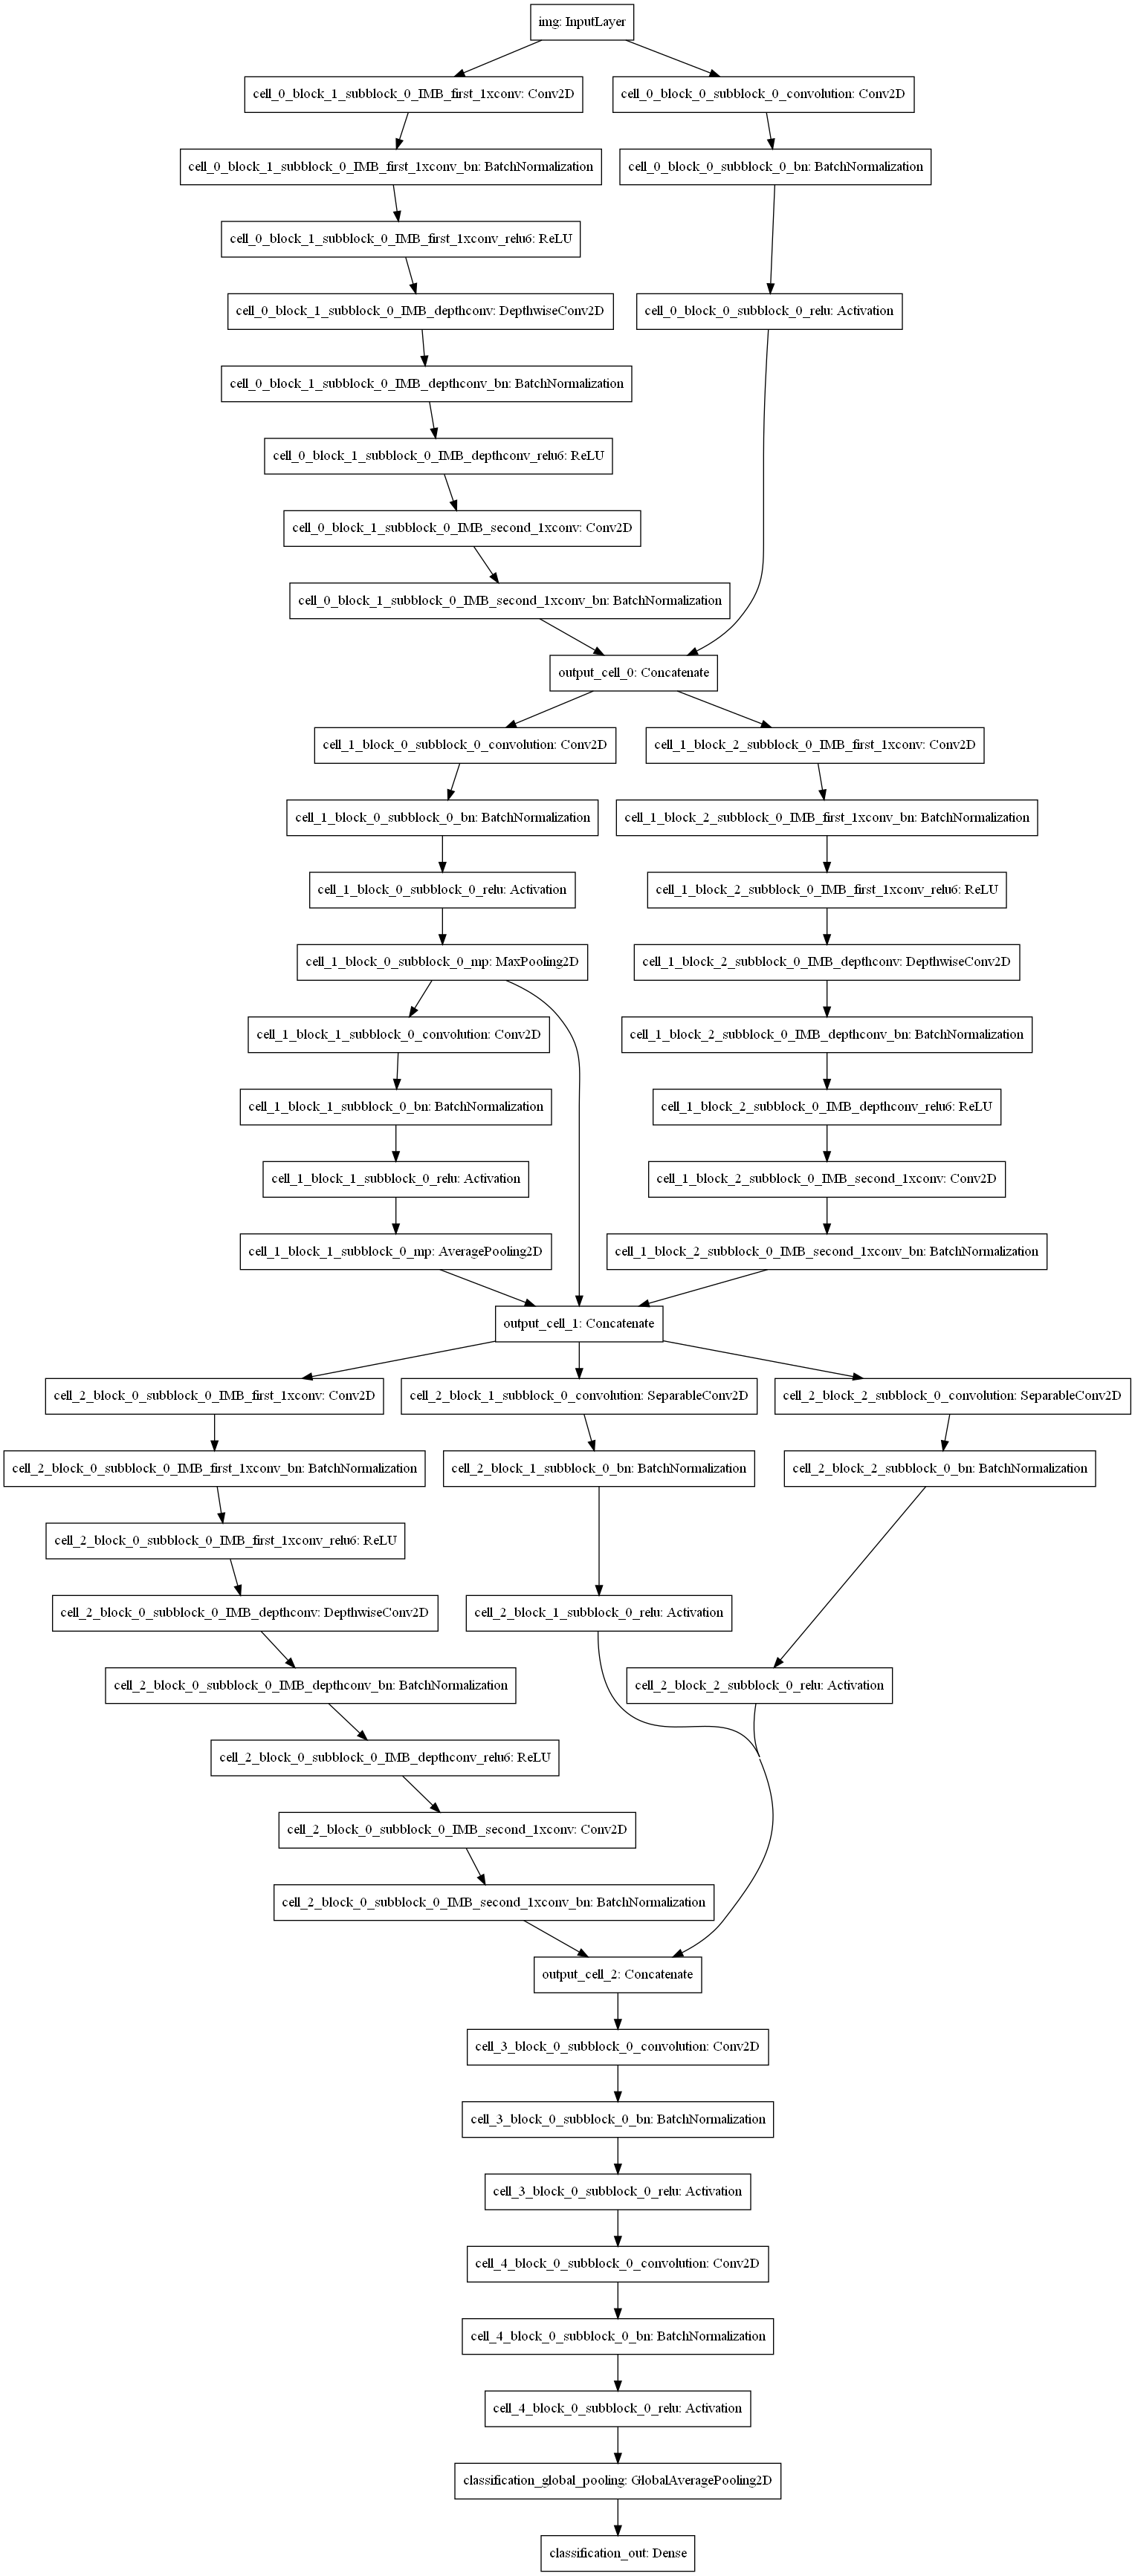 img: InputLayer
cell_0_block_1_subblock_0_IMB_first_1xconv: Conv2D
cell_0_block_0_subblock_0_convolution: Conv2D
cell_0_block_1_subblock_0_IMB_first_1xconv_bn: BatchNormalization
cell_0_block_0_subblock_0_bn: BatchNormalization
cell_0_block_1_subblock_0_IMB_first_1xconv_relu6: ReLU
cell_0_block_1_subblock_0_IMB_depthconv: DepthwiseConv2D
cell_0_block_0_subblock_0_relu: Activation
cell_0_block_1_subblock_0_IMB_depthconv_bn: BatchNormalization
cell_0_block_1_subblock_0_IMB_depthconv_relu6: ReLU
cell_0_block_1_subblock_0_IMB_second_1xconv: Conv2D
cell_0_block_1_subblock_0_IMB_second_1xconv_bn: BatchNormalization
output_cell_0: Concatenate
cell_1_block_0_subblock_0_convolution: Conv2D
cell_1_block_2_subblock_0_IMB_first_1xconv: Conv2D
cell_1_block_0_subblock_0_bn: BatchNormalization
cell_1_block_2_subblock_0_IMB_first_1xconv_bn: BatchNormalization
cell_1_block_0_subblock_0_relu: Activation
cell_1_block_2_subblock_0_IMB_first_1xconv_relu6: ReLU
cell_1_block_0_subblock_0_mp: MaxPooling2D
cell_1_block_2_subblock_0_IMB_depthconv: DepthwiseConv2D
cell_1_block_1_subblock_0_convolution: Conv2D
cell_1_block_2_subblock_0_IMB_depthconv_bn: BatchNormalization
cell_1_block_1_subblock_0_bn: BatchNormalization
cell_1_block_2_subblock_0_IMB_depthconv_relu6: ReLU
cell_1_block_1_subblock_0_relu: Activation
cell_1_block_2_subblock_0_IMB_second_1xconv: Conv2D
cell_1_block_1_subblock_0_mp: AveragePooling2D
cell_1_block_2_subblock_0_IMB_second_1xconv_bn: BatchNormalization
output_cell_1: Concatenate
cell_2_block_0_subblock_0_IMB_first_1xconv: Conv2D
cell_2_block_1_subblock_0_convolution: SeparableConv2D
cell_2_block_2_subblock_0_convolution: SeparableConv2D
cell_2_block_0_subblock_0_IMB_first_1xconv_bn: BatchNormalization
cell_2_block_1_subblock_0_bn: BatchNormalization
cell_2_block_2_subblock_0_bn: BatchNormalization
cell_2_block_0_subblock_0_IMB_first_1xconv_relu6: ReLU
cell_2_block_0_subblock_0_IMB_depthconv: DepthwiseConv2D
cell_2_block_1_subblock_0_relu: Activation
cell_2_block_0_subblock_0_IMB_depthconv_bn: BatchNormalization
cell_2_block_2_subblock_0_relu: Activation
cell_2_block_0_subblock_0_IMB_depthconv_relu6: ReLU
cell_2_block_0_subblock_0_IMB_second_1xconv: Conv2D
cell_2_block_0_subblock_0_IMB_second_1xconv_bn: BatchNormalization
output_cell_2: Concatenate
cell_3_block_0_subblock_0_convolution: Conv2D
cell_3_block_0_subblock_0_bn: BatchNormalization
cell_3_block_0_subblock_0_relu: Activation
cell_4_block_0_subblock_0_convolution: Conv2D
cell_4_block_0_subblock_0_bn: BatchNormalization
cell_4_block_0_subblock_0_relu: Activation
classification_global_pooling: GlobalAveragePooling2D
classification_out: Dense